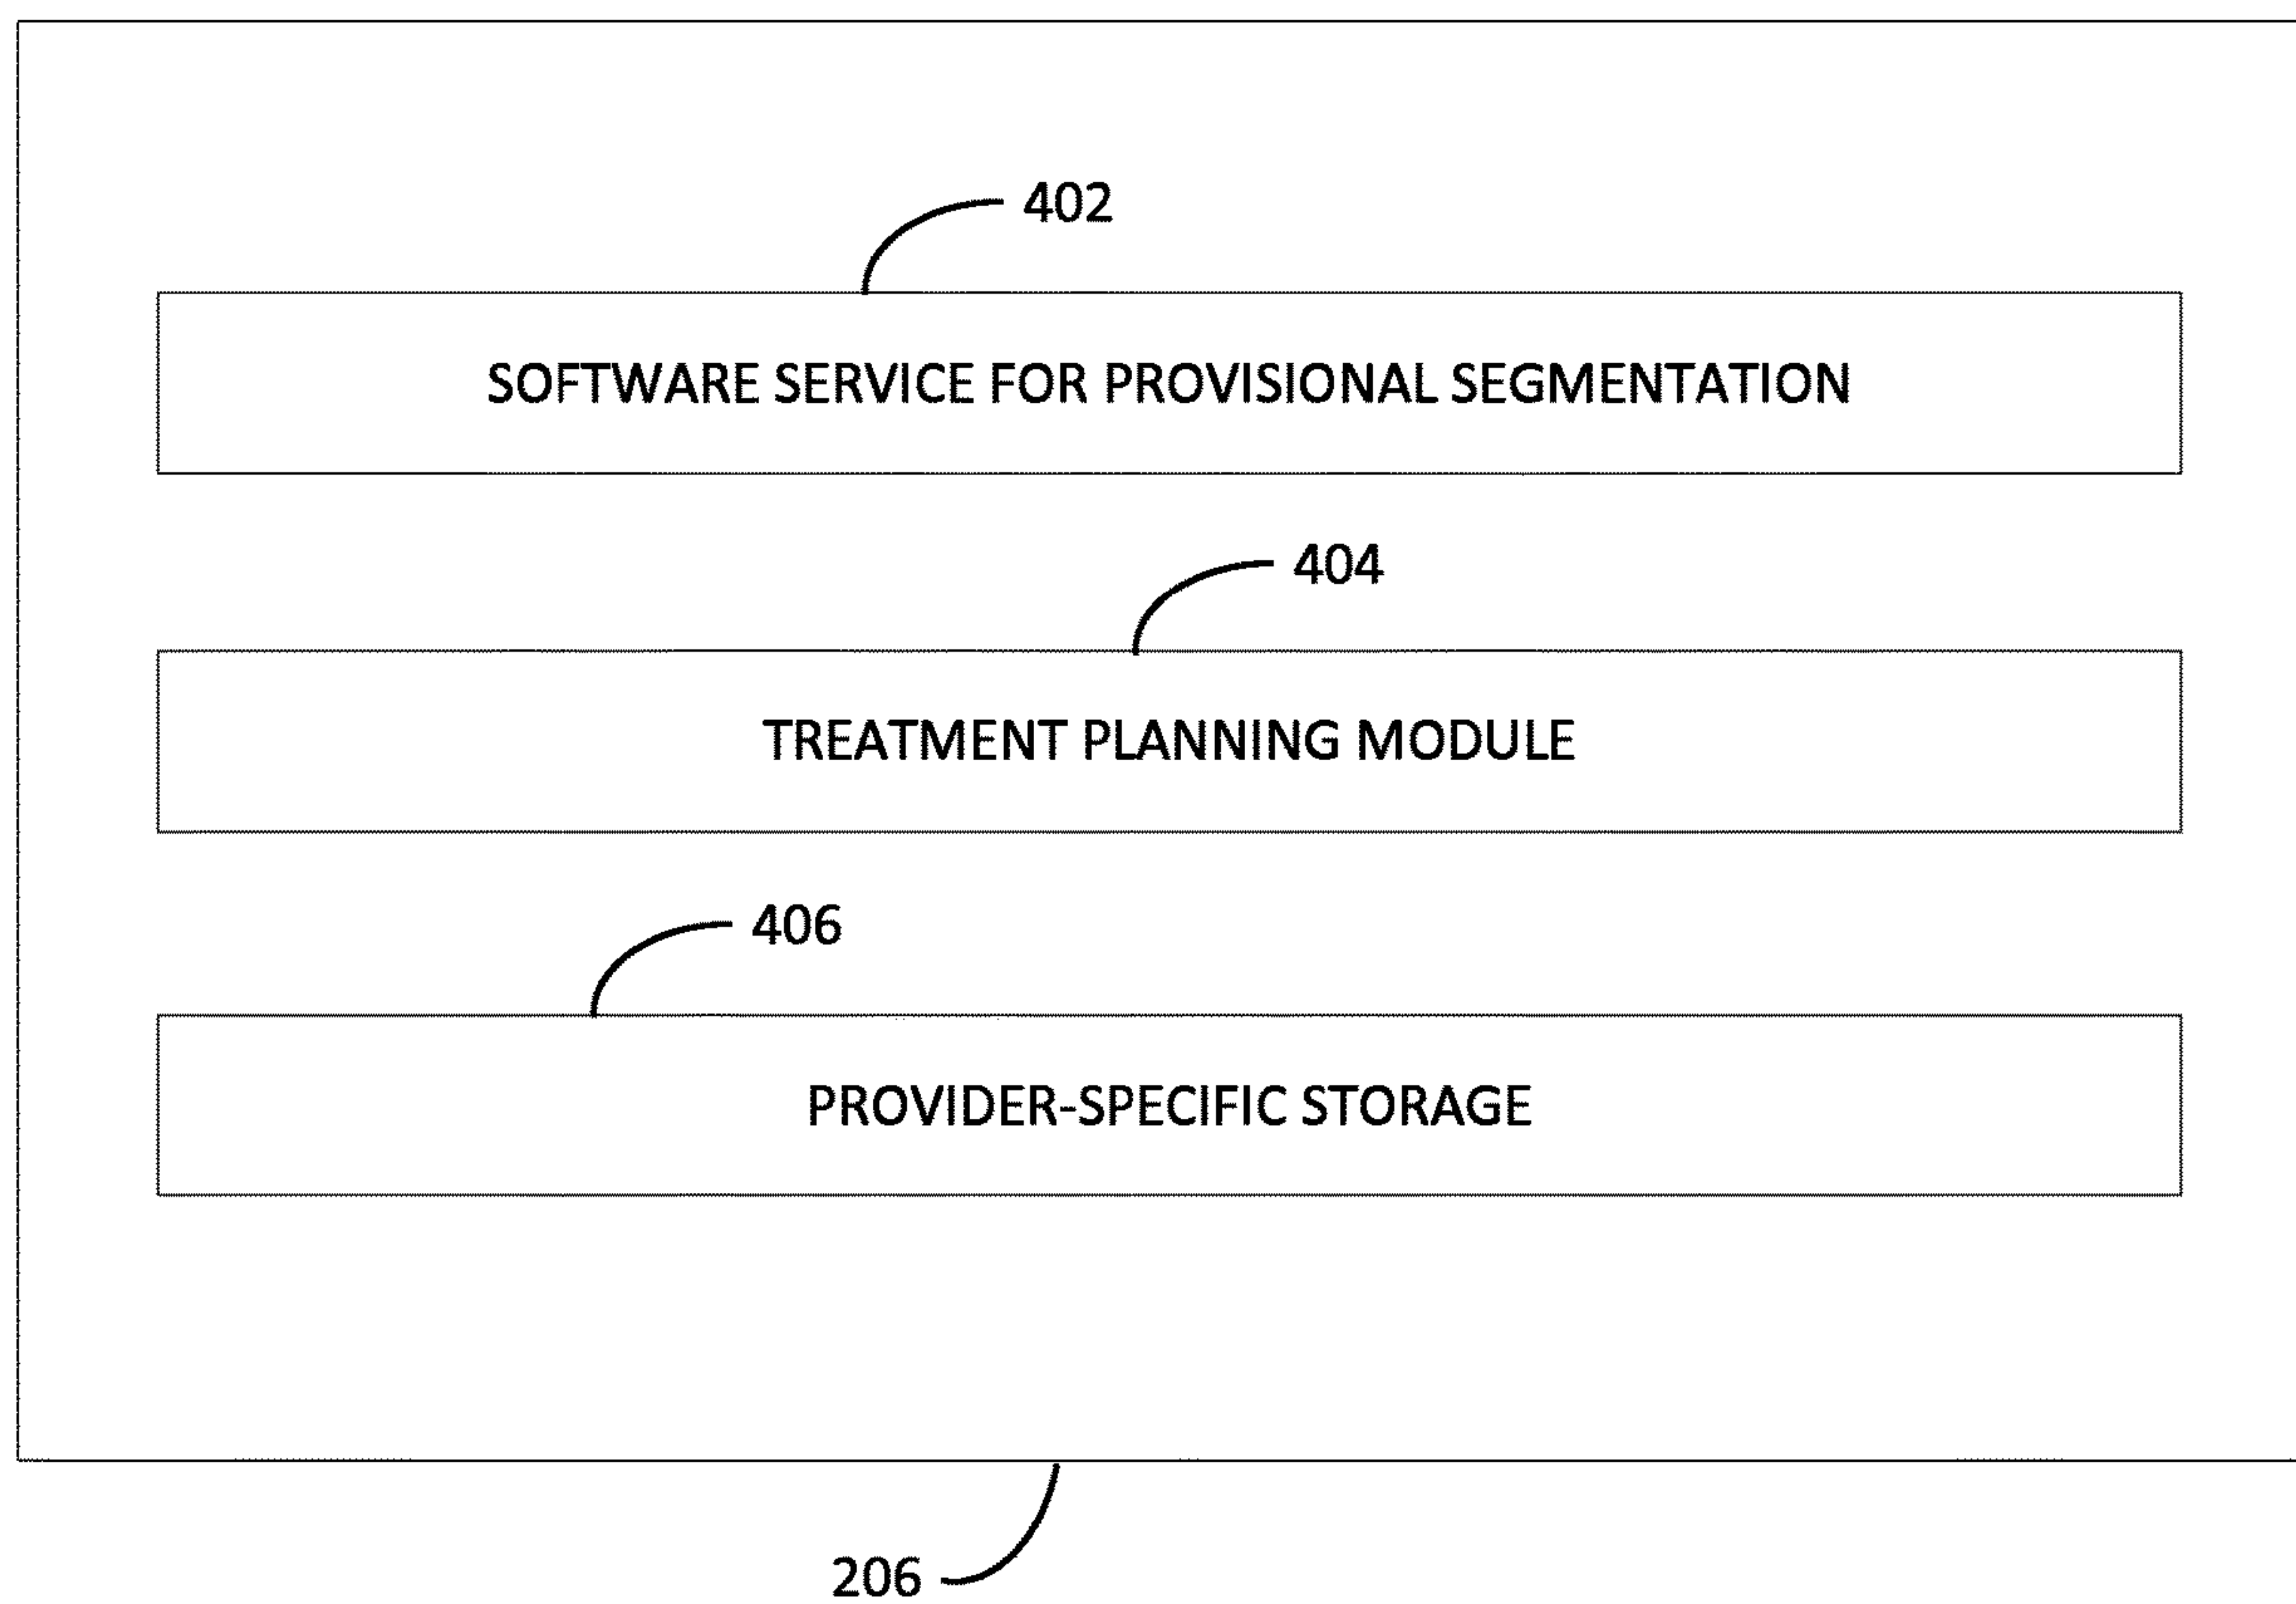 402
SOFTWARE SERVICE FOR PROVISIONAL SEGMENTATION
404
TREATMENT PLANNING MODULE
406
PROVIDER-SPECIFIC STORAGE
206